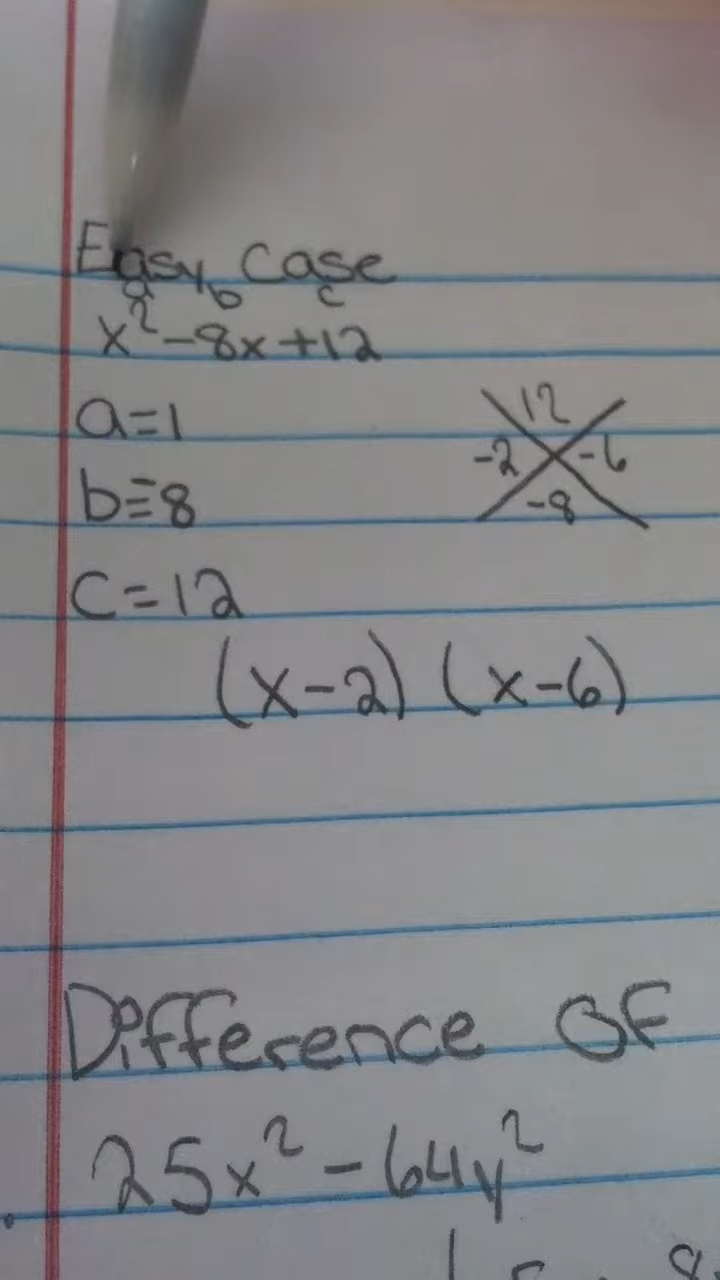 Easy Case
a b c
x² - 8x + 12
a = 1
b = -8
c = 12
12
-2 -6
-8
(x-2) (x-6)
Difference of
25x² - 64y²